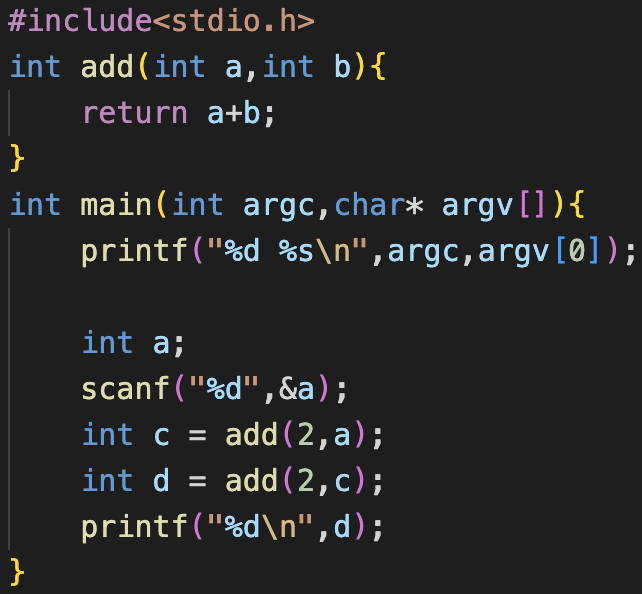 #include<stdio.h>
int add(int a,int b){
    return a+b;
}
int main(int argc,char* argv[]){
    printf("%d %s\n",argc,argv[0]);

    int a;
    scanf("%d",&a);
    int c = add(2,a);
    int d = add(2,c);
    printf("%d\n",d);
}